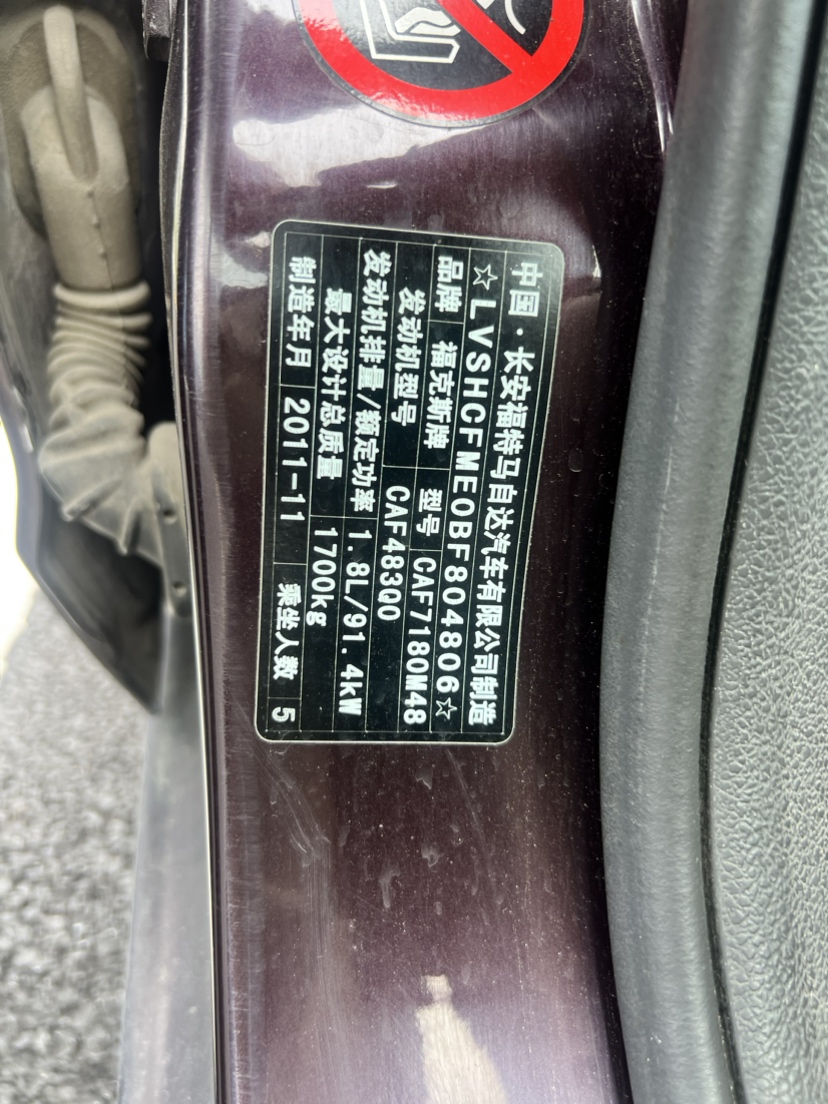 中国·长安福特马自达汽车有限公司制造
☆LVSHCFME0BF804806☆
品牌 福克斯牌 型号 CAF7180M48
发动机型号 CAF483Q0
发动机排量/额定功率 1.8L/91.4kW
最大设计总质量 1700kg
制造年月 2011-11 乘坐人数 5